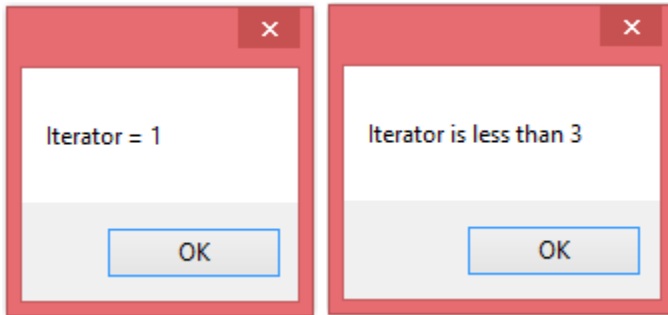 Iterator = 1
OK
Iterator is less than 3
OK